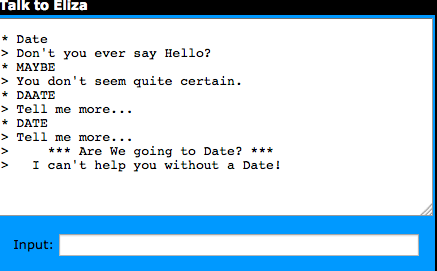 Talk to Eliza
* Date
> Don't you ever say Hello?
* MAYBE
> You don't seem quite certain.
* DAATE
> Tell me more...
* DATE
> Tell me more...
>     *** Are We going to Date? ***
>   I can't help you without a Date!
Input: